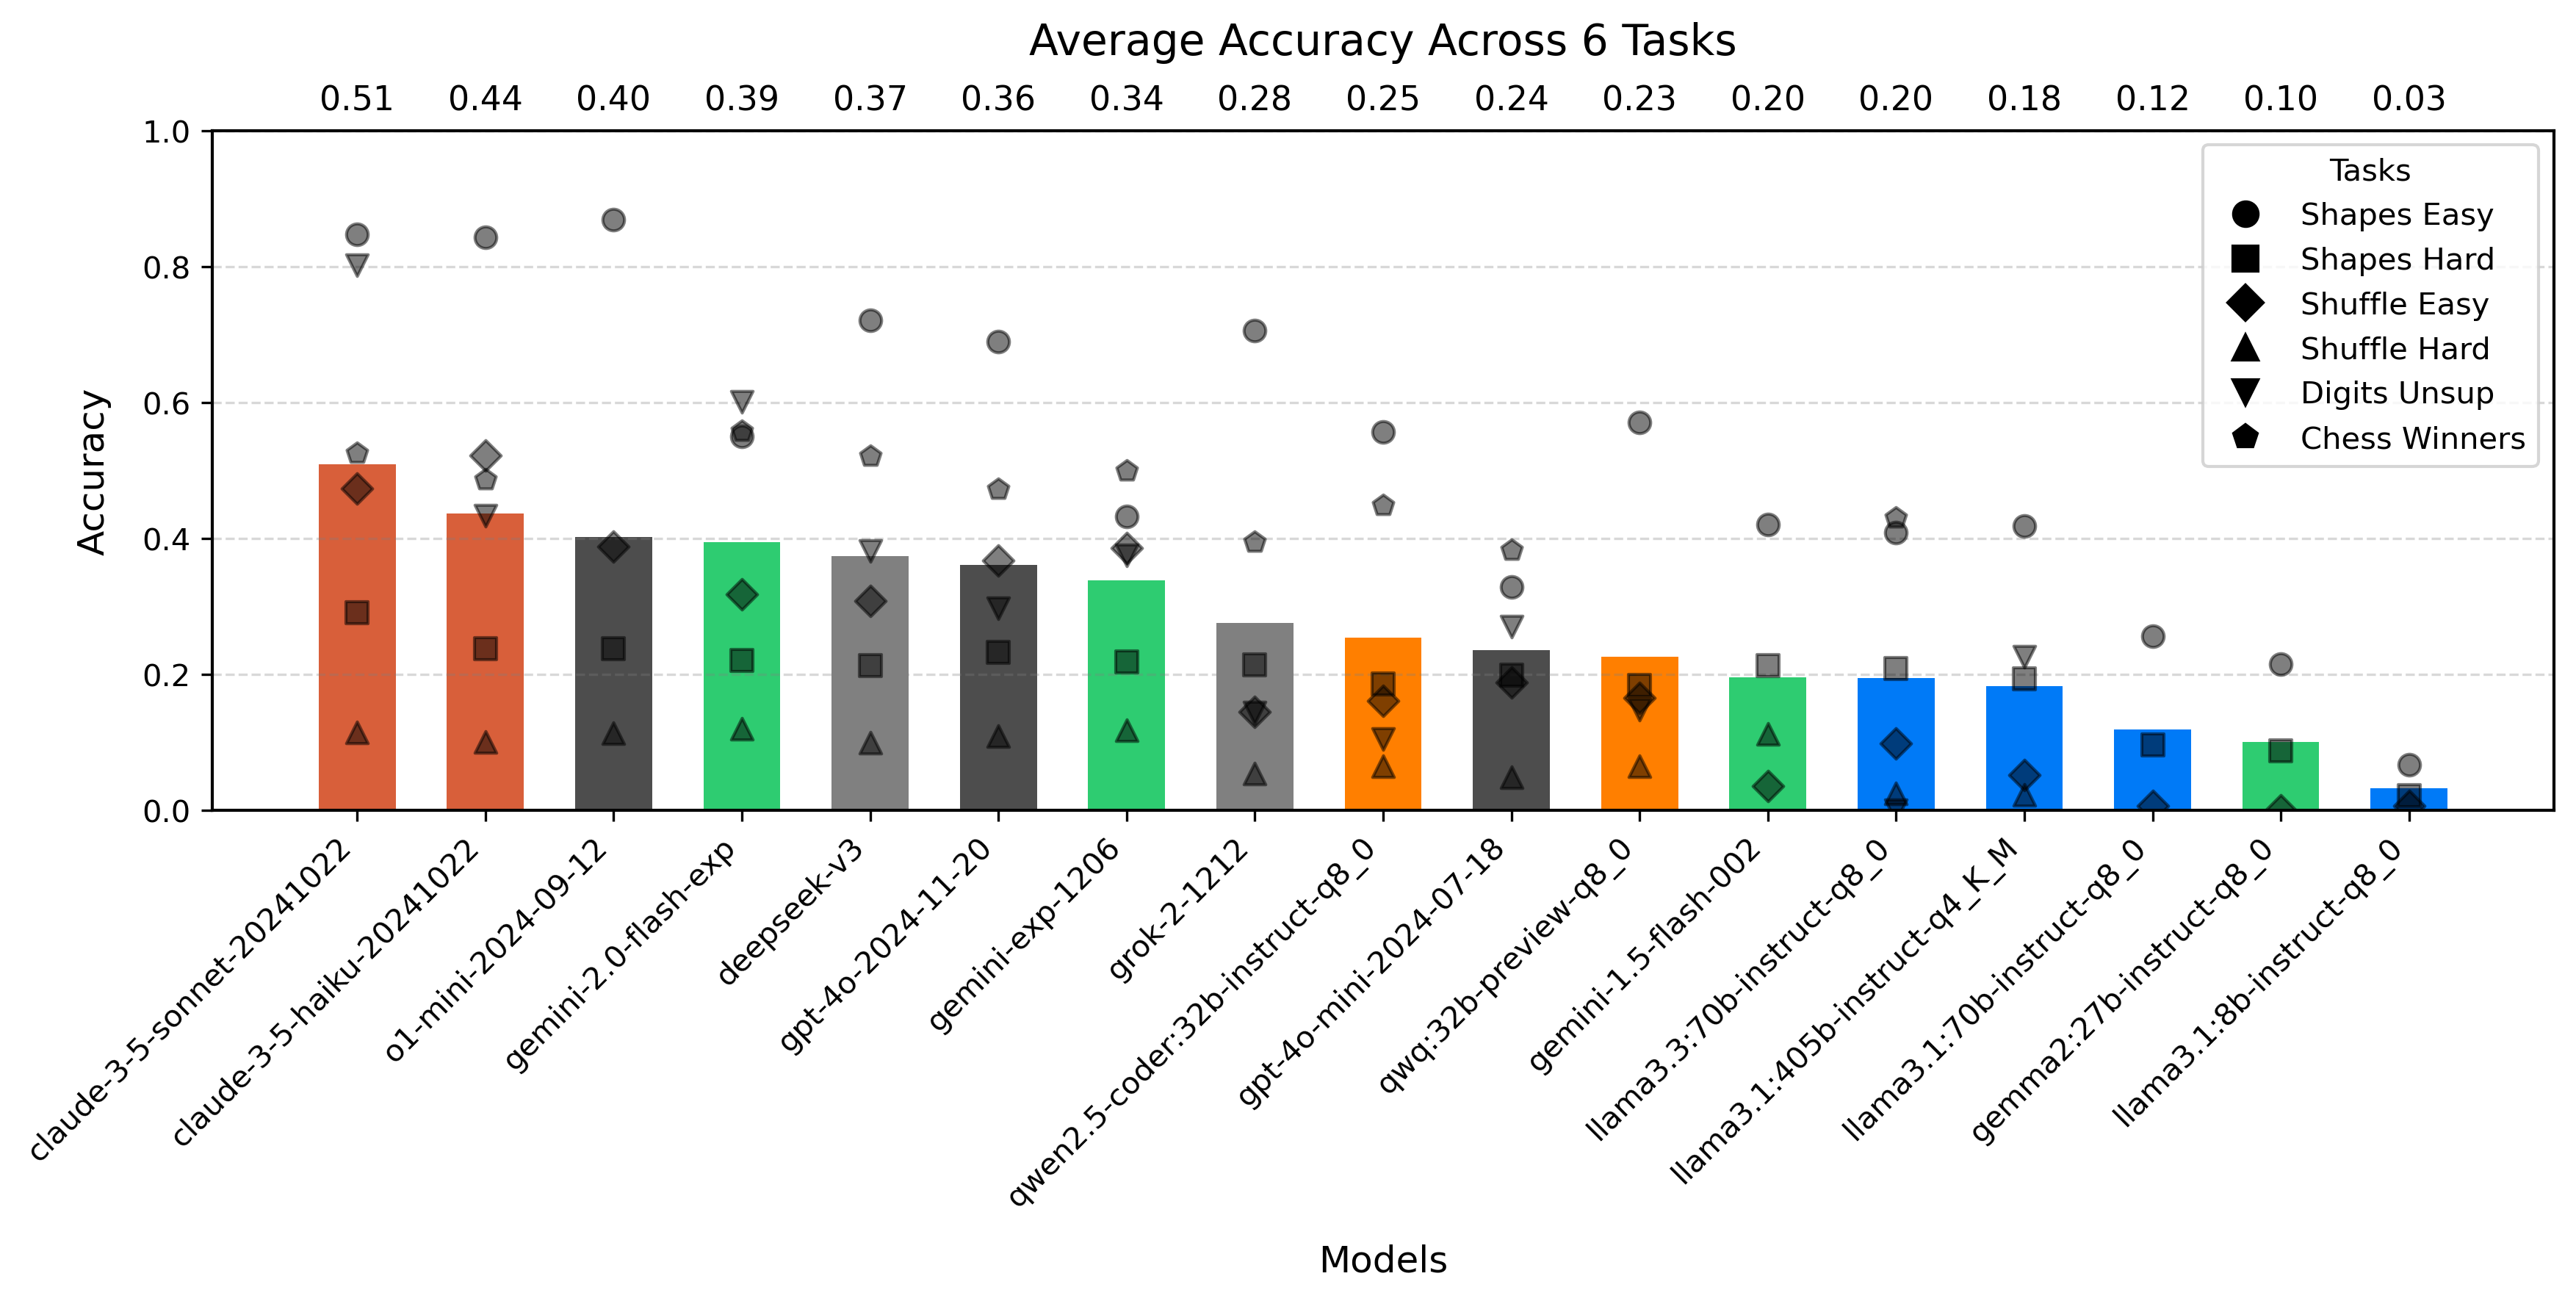 Average Accuracy Across 6 Tasks
0.51 0.44 0.40 0.39 0.37 0.36 0.34 0.28 0.25 0.24 0.23 0.20 0.20 0.18 0.12 0.10 0.03
1.0
0.8
0.6
0.4
0.2
0.0
Accuracy
Tasks
Shapes Easy
Shapes Hard
Shuffle Easy
Shuffle Hard
Digits Unsup
Chess Winners
claude-3-5-sonnet-20241022
claude-3-5-haiku-20241022
o1-mini-2024-09-12
gemini-2.0-flash-exp
deepseek-v3
gpt-4o-2024-11-20
gemini-exp-1206
grok-2-1212
qwen2.5-coder:32b-instruct-q8_0
gpt-4o-mini-2024-07-18
qwq:32b-preview-q8_0
gemini-1.5-flash-002
llama3.3:70b-instruct-q8_0
llama3.1:405b-instruct-q4_K_M
llama3.1:70b-instruct-q8_0
gemma2:27b-instruct-q8_0
llama3.1:8b-instruct-q8_0
Models